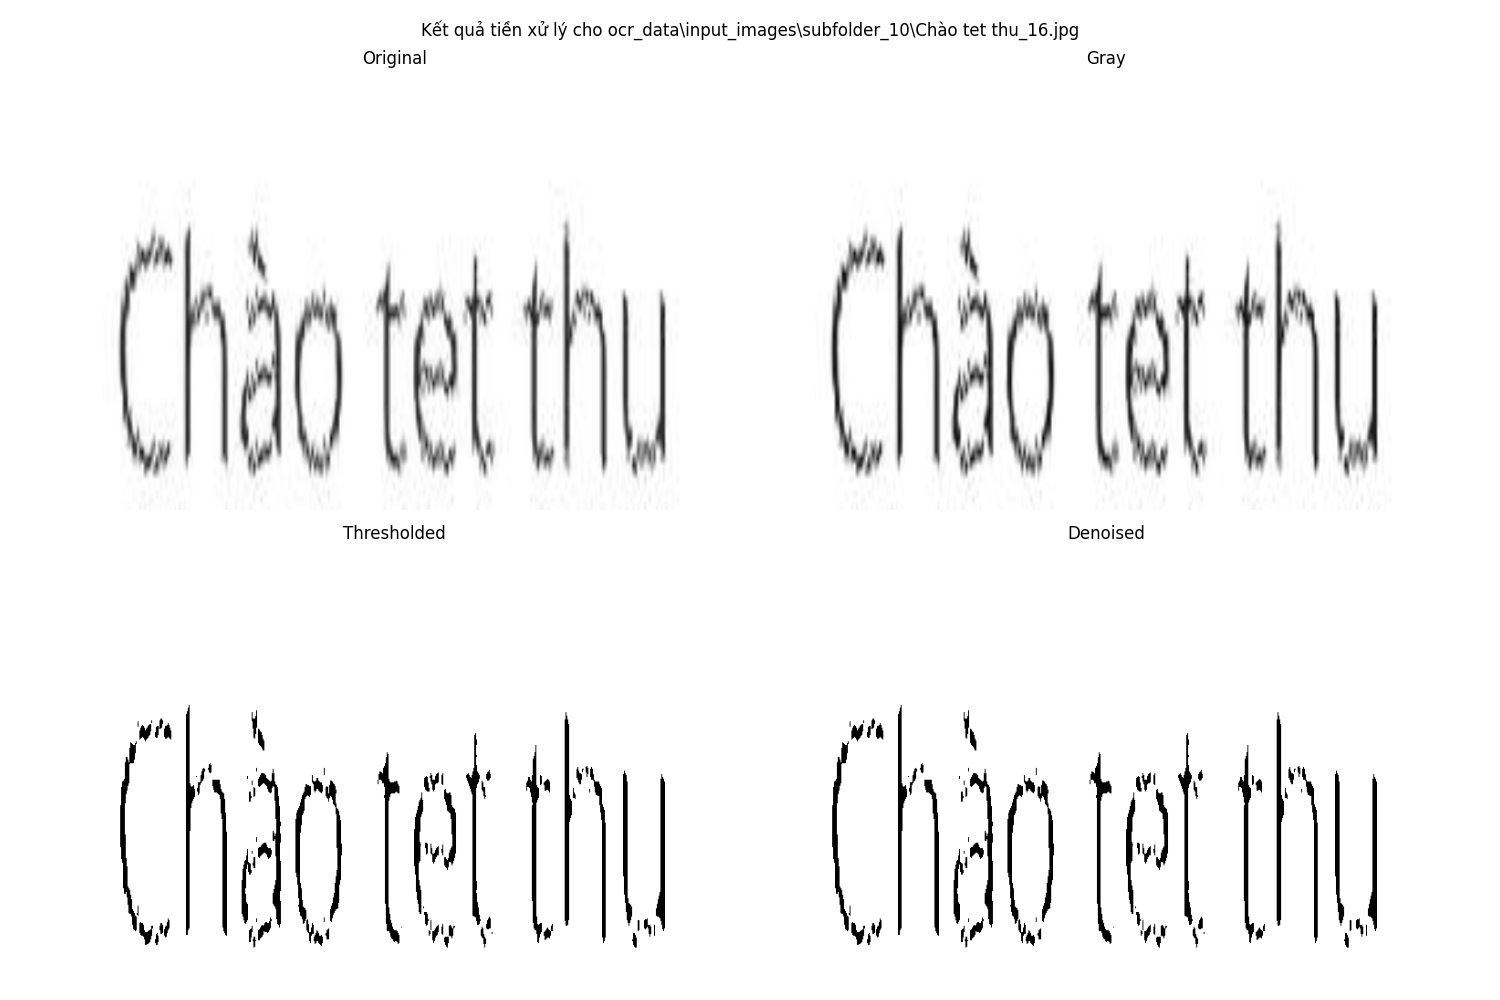 Kết quả tiền xử lý cho ocr_data\input_images\subfolder_10\Chào tet thu_16.jpg
Original
Gray
Chào tet thu
Chào tet thu
Thresholded
Denoised
Chào tet thu
Chào tet thu